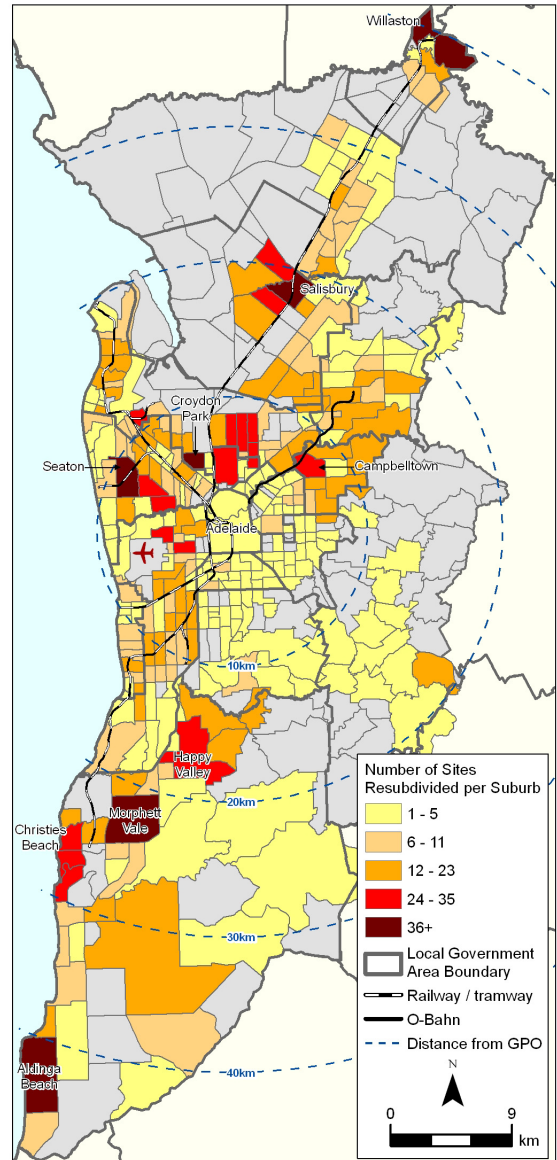 Willaston
Salisbury
Croydon
Park
Seaton
Campbelltown
Adelaide
10km
Happy
Valley
20km
Morphett
Vale
Christies
Beach
30km
Aldinga
Beach
40km
Number of Sites
Resubdivided per Suburb
1 - 5
6 - 11
12 - 23
24 - 35
36+
Local Government
Area Boundary
Railway / tramway
O-Bahn
Distance from GPO
N
0 9
km